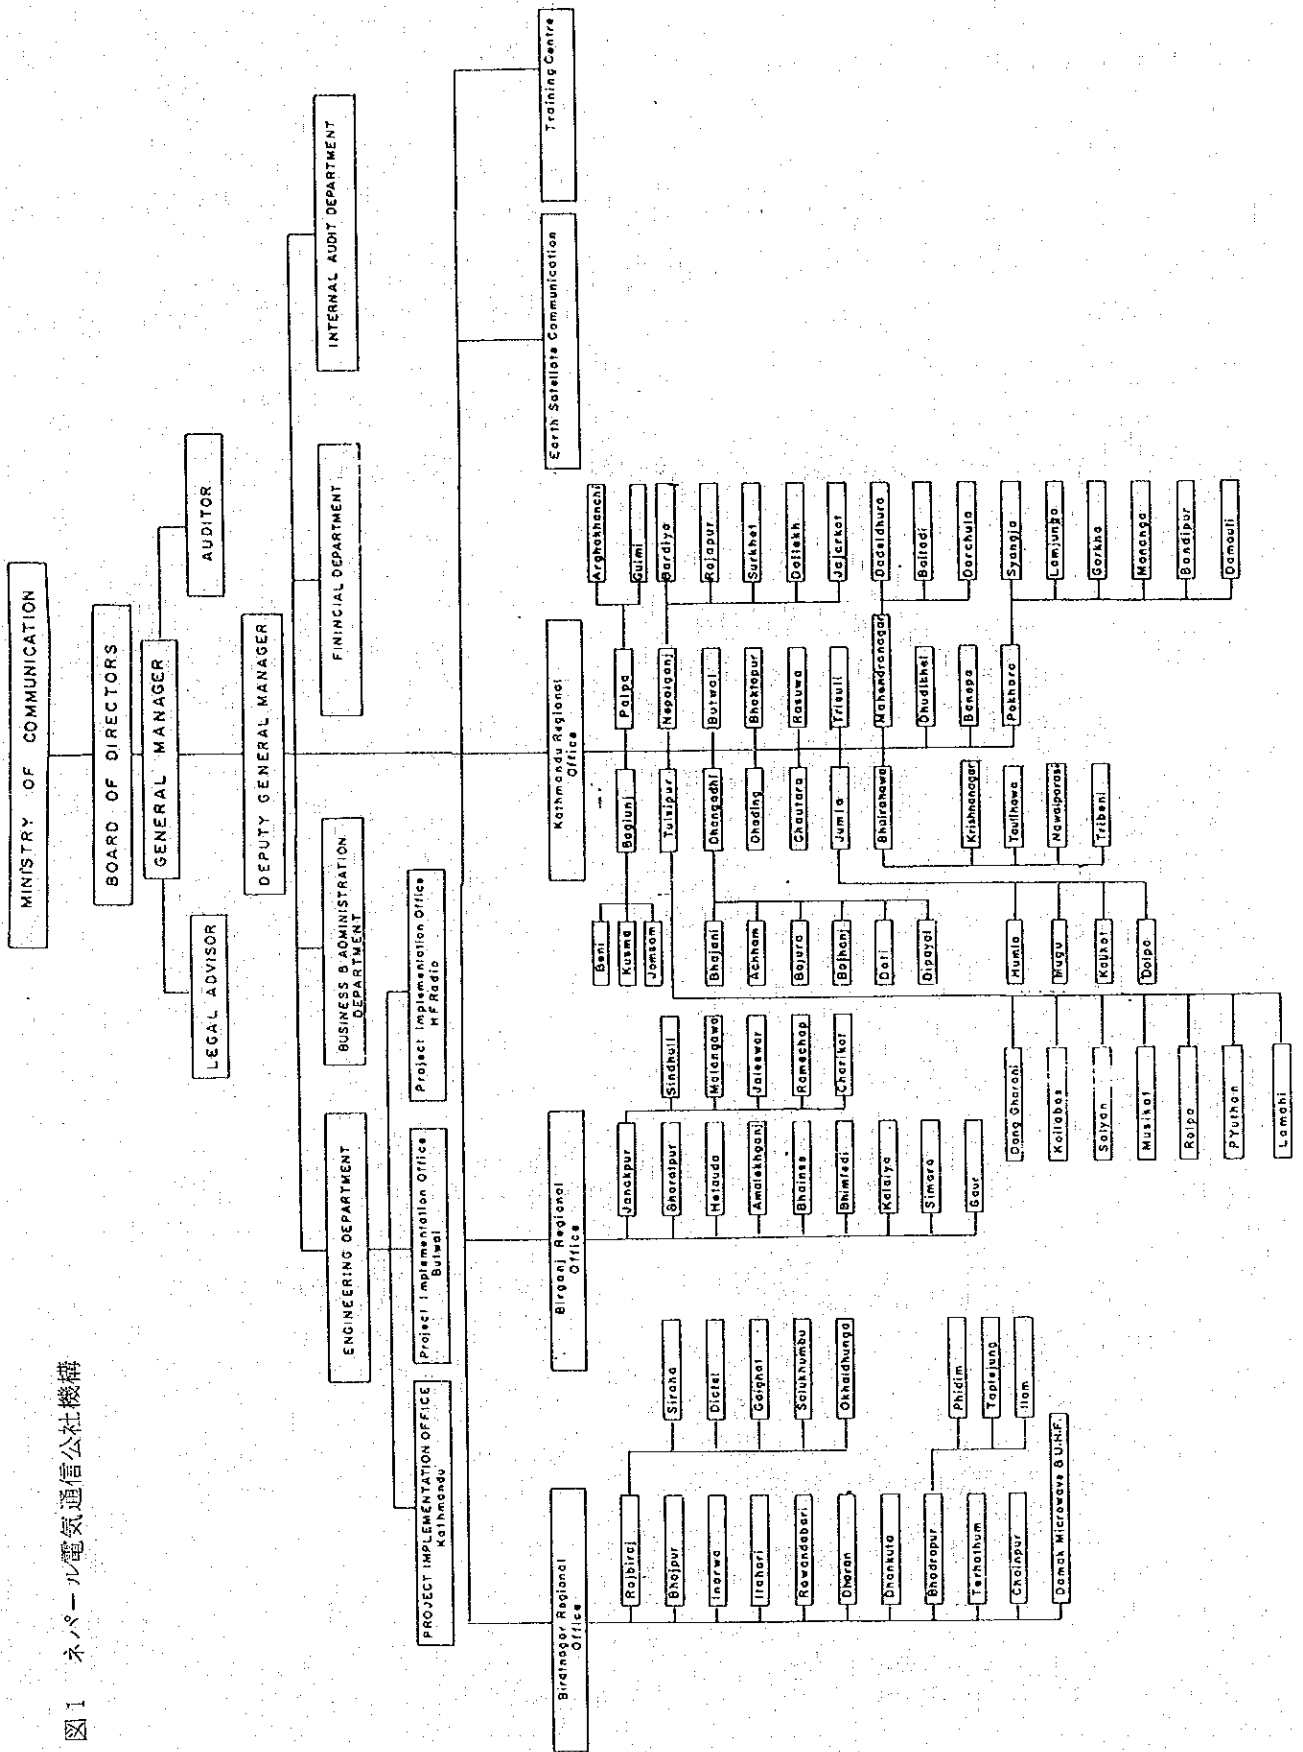 図1 ネパール電気通信公社機構
MINISTRY OF COMMUNICATION
BOARD OF DIRECTORS
GENERAL MANAGER
LEGAL ADVISOR
AUDITOR
DEPUTY GENERAL MANAGER
ENGINEERING DEPARTMENT
BUSINESS & ADMINISTRATION
DEPARTMENT
FININCIAL DEPARTMENT
INTERNAL AUDIT DEPARTMENT
PROJECT IMPLEMENTATION OFFICE
Kathmandu
Project Implementation Office
Butwal
Project Implementation Office
HF Radio
Biratnagar Regional
Office
Birganj Regional
Office
Kathmandu Regional
Office
Earth Satellote Communication
Training Centre
Rajbiraj
Bhojpur
Inarwa
Itahari
Rawandabari
Dharan
Dhankuta
Bhadrapur
Terhathum
Chainpur
Damak Microwave & U.H.F.
Siraha
Dictel
Gaighat
Solukhumbu
Okhaldhunga
Phidim
Taplejung
Ilam
Janakpur
Bharatpur
Hetauda
Amalekhganj
Bhainse
Bhimfedi
Kalaiya
Simara
Gaur
Sindhuli
Malangawa
Jaleswar
Ramechap
Charikot
Beni
Kusma
Jomsom
Bhajani
Achham
Bajura
Bajhanj
Doti
Dipayal
Humla
Mugu
Kalikot
Dolpa
Dang Gharani
Kollabas
Salyan
Musikot
Rolpa
PYuthan
Lamahi
Baglunj
Tulsipur
Dhangadhi
Dhading
Chautara
Jumla
Bhairahawa
Krishnanagar
Taulihawa
Nawalparasi
Tribeni
Palpa
Nepalganj
Butwal
Bhaktapur
Rasuwa
Trisuli
Mahendranagar
Dhulikhel
Banepa
Pokhara
Arghakhanchi
Gulmi
Bardiya
Rajapur
Surkhet
Dailekh
Jajarkot
Dadeldhura
Baitadi
Darchula
Syangja
Lamjunga
Gorkha
Mananga
Bandipur
Damauli